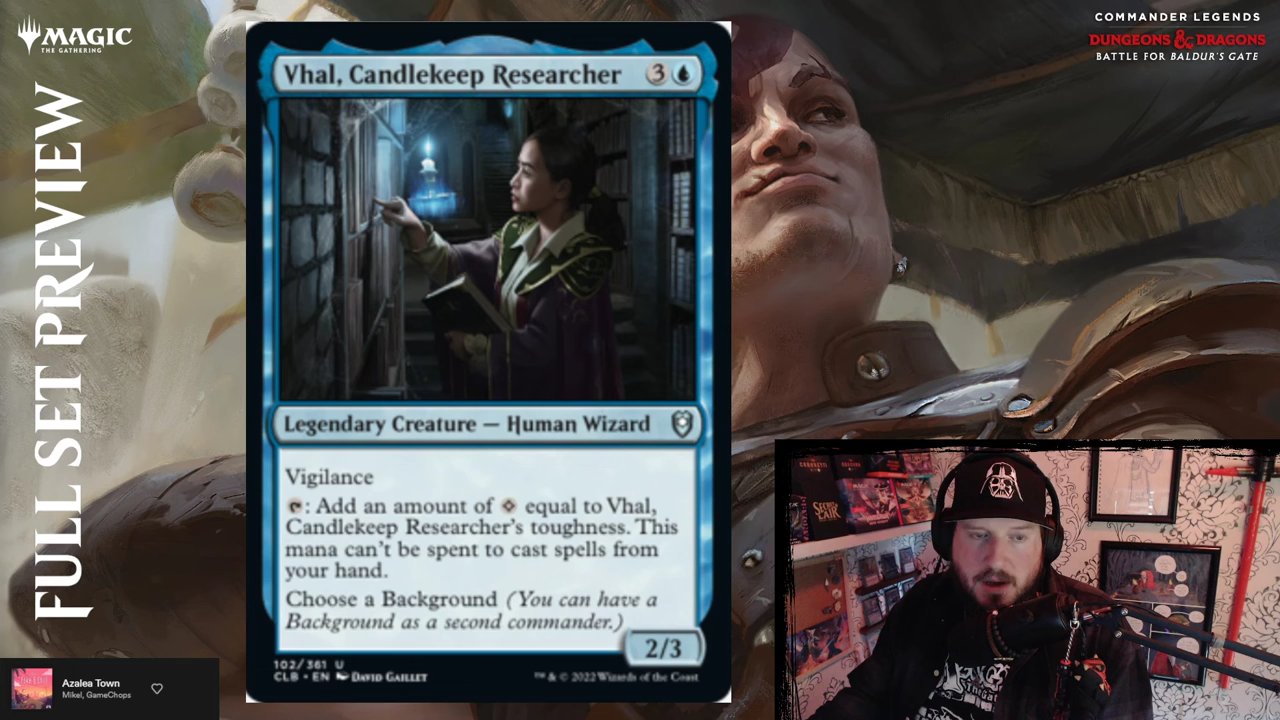 MAGIC
THE GATHERING
FULL SET PREVIEW
COMMANDER LEGENDS
DUNGEONS & DRAGONS
BATTLE FOR BALDUR'S GATE
Vhal, Candlekeep Researcher 3
Legendary Creature — Human Wizard
Vigilance
: Add an amount of equal to Vhal,
Candlekeep Researcher's toughness. This
mana can't be spent to cast spells from
your hand.
Choose a Background (You can have a
Background as a second commander.)
2/3
102/361 U
CLB • EN DAVID GAILLET
™ & © 2022 Wizards of the Coast
Azalea Town
Mikel, GameChops
SECRET
LAIR